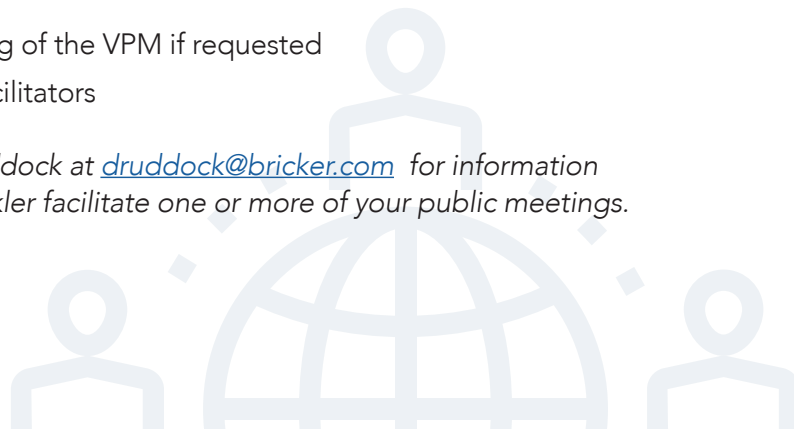 g of the VPM if requested
cilitators
ddock at druddock@bricker.com for information
kler facilitate one or more of your public meetings.